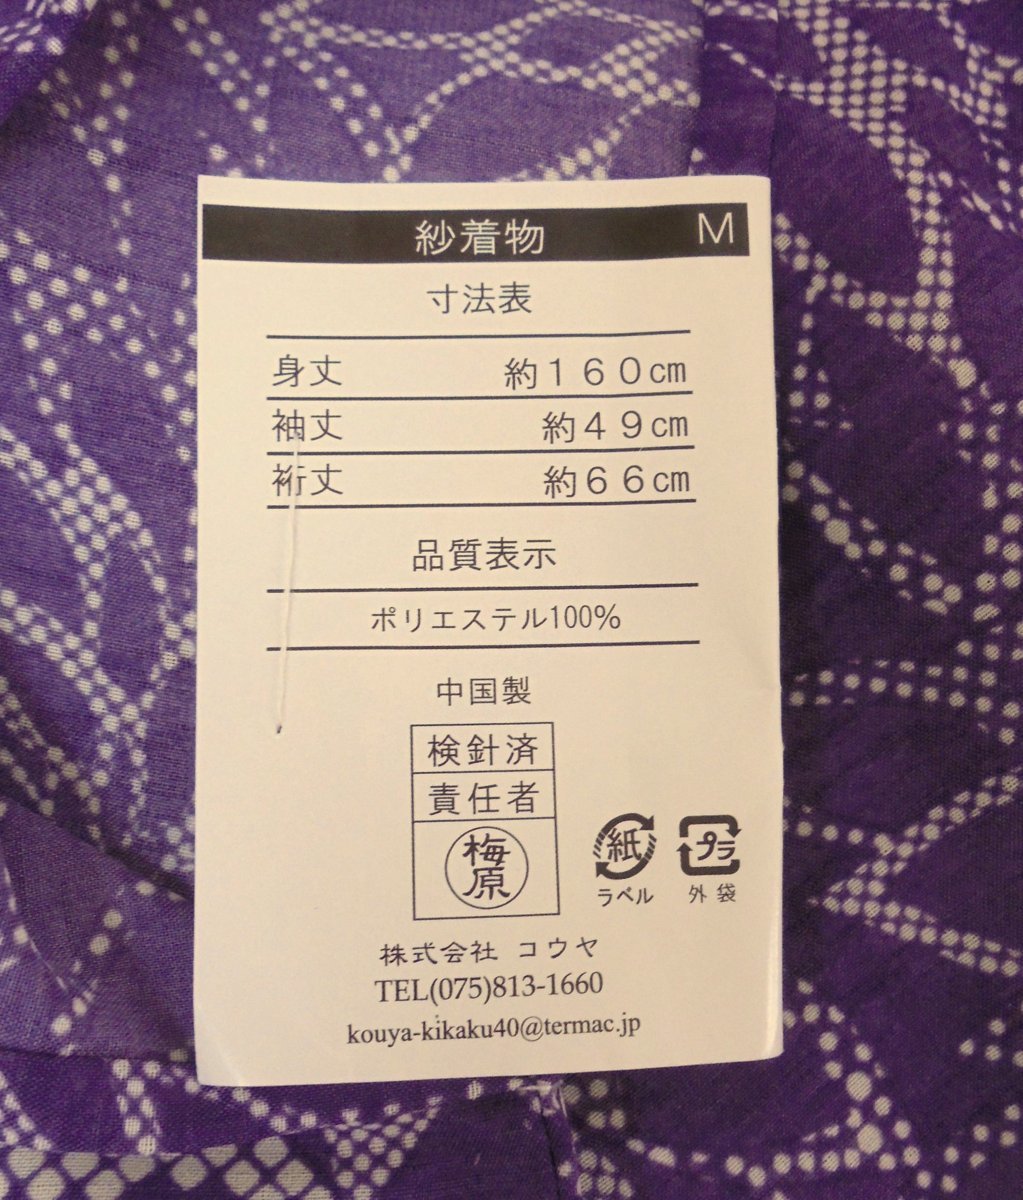 紗着物 M
寸法表
身丈 約１６０㎝
袖丈 約４９㎝
裄丈 約６６㎝
品質表示
ポリエステル100%
中国製
検針済
責任者
梅原
紙 プラ
ラベル 外袋
株式会社 コウヤ
TEL(075)813-1660
kouya-kikaku40@termac.jp